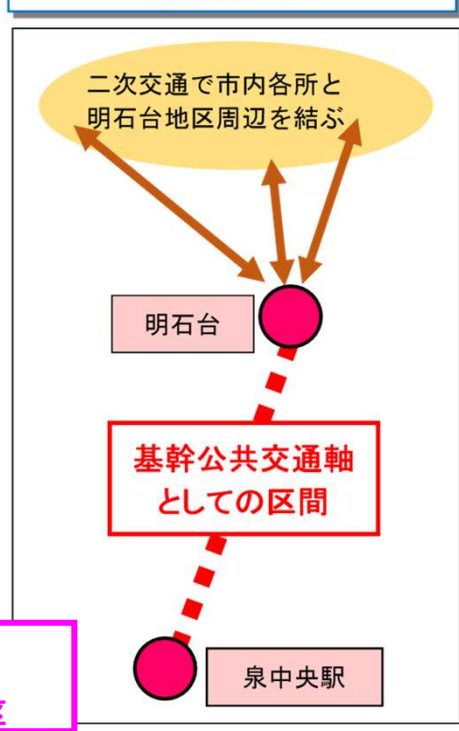 二次交通で市内各所と
明石台地区周辺を結ぶ
明石台
基幹公共交通軸
としての区間
泉中央駅